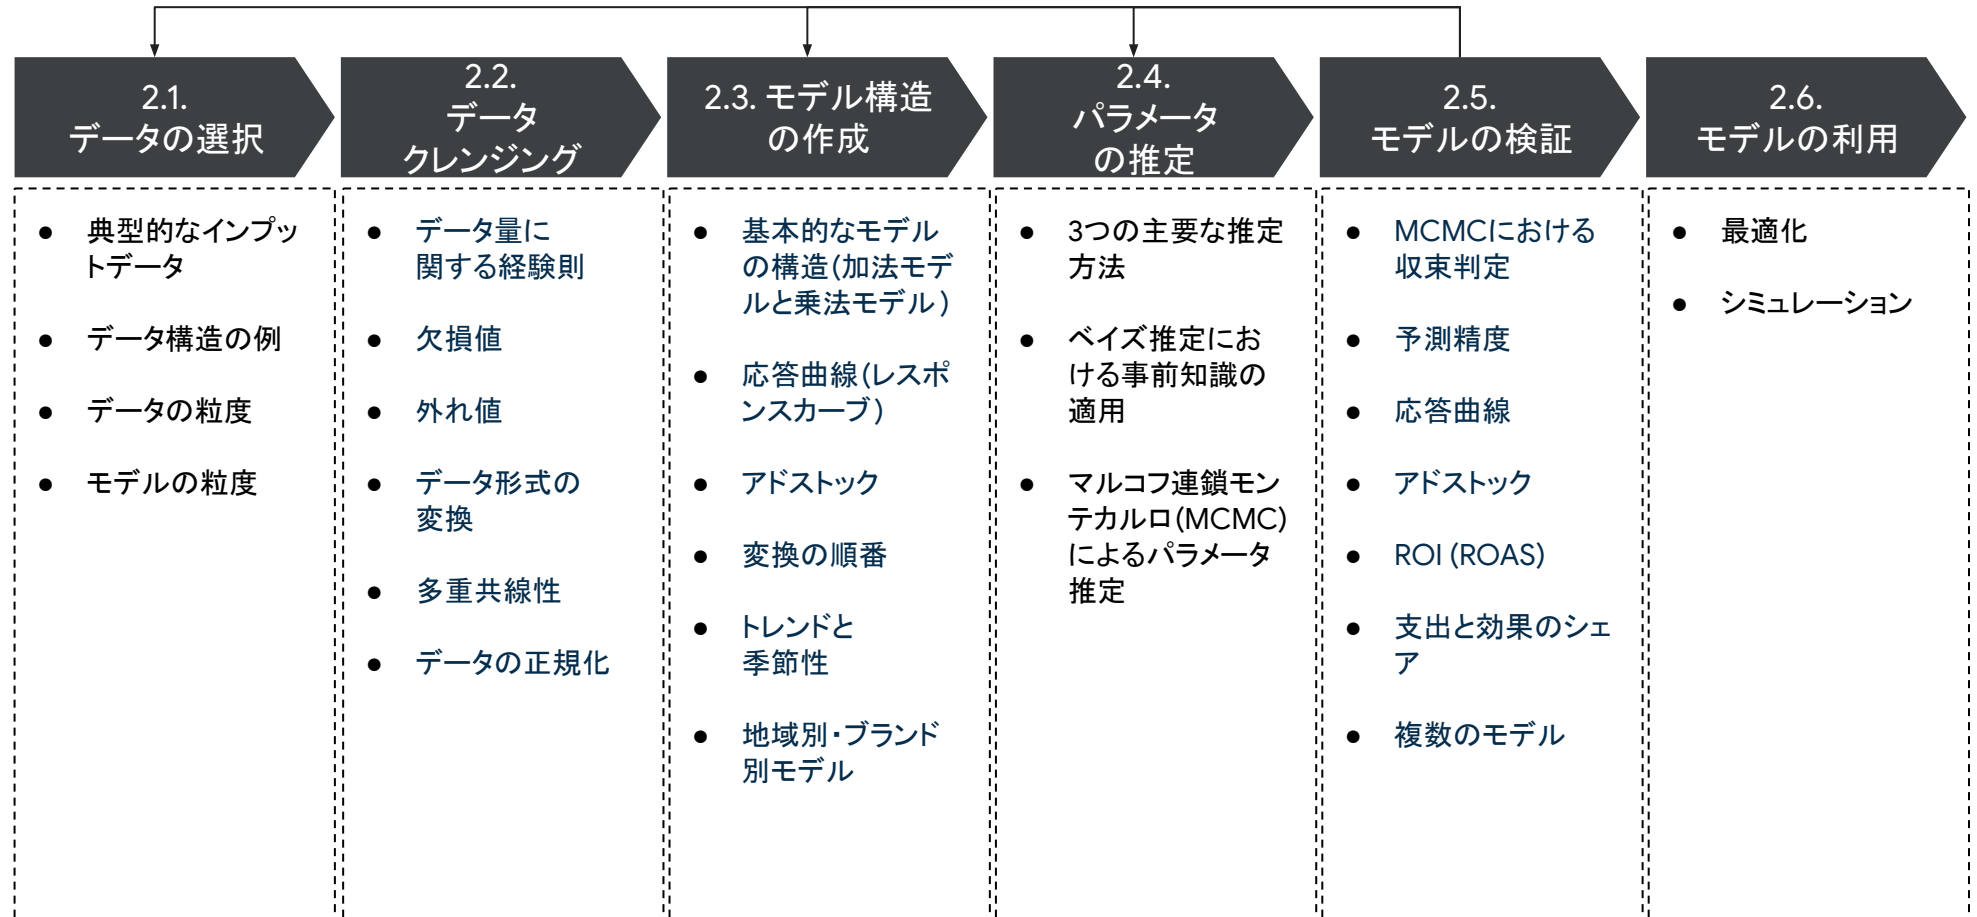 2.1.
データの選択
2.2.
データ
クレンジング
2.3. モデル構造
の作成
2.4.
パラメータ
の推定
2.5.
モデルの検証
2.6.
モデルの利用
● 典型的なインプッ
トデータ
● データ構造の例
● データの粒度
● モデルの粒度
● データ量に
関する経験則
● 欠損値
● 外れ値
● データ形式の
変換
● 多重共線性
● データの正規化
● 基本的なモデル
の構造(加法モデ
ルと乗法モデル)
● 応答曲線(レスポ
ンスカーブ)
● アドストック
● 変換の順番
● トレンドと
季節性
● 地域別・ブランド
別モデル
● 3つの主要な推定
方法
● ベイズ推定にお
ける事前知識の
適用
● マルコフ連鎖モン
テカルロ(MCMC)
によるパラメータ
推定
● MCMCにおける
収束判定
● 予測精度
● 応答曲線
● アドストック
● ROI (ROAS)
● 支出と効果のシェ
ア
● 複数のモデル
● 最適化
● シミュレーション